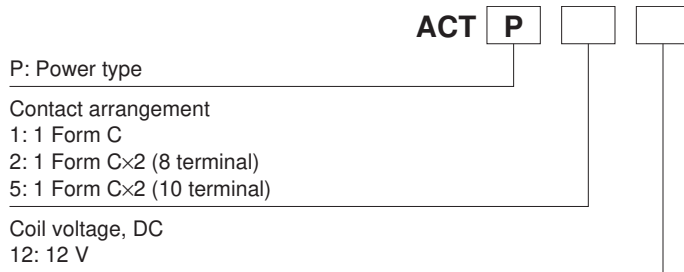 ACT P
P: Power type
Contact arrangement
1: 1 Form C
2: 1 Form C×2 (8 terminal)
5: 1 Form C×2 (10 terminal)
Coil voltage, DC
12: 12 V